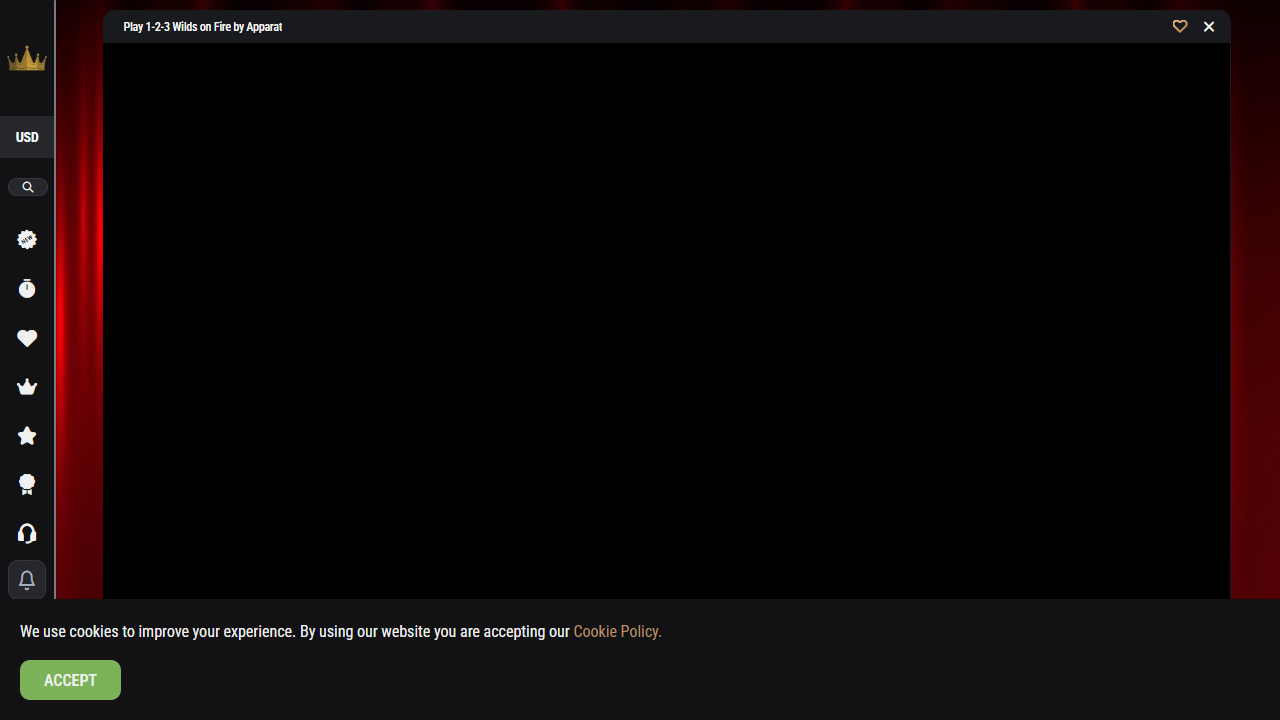 Play 1-2-3 Wilds on Fire by Apparat
USD
NEW
We use cookies to improve your experience. By using our website you are accepting our Cookie Policy.
ACCEPT